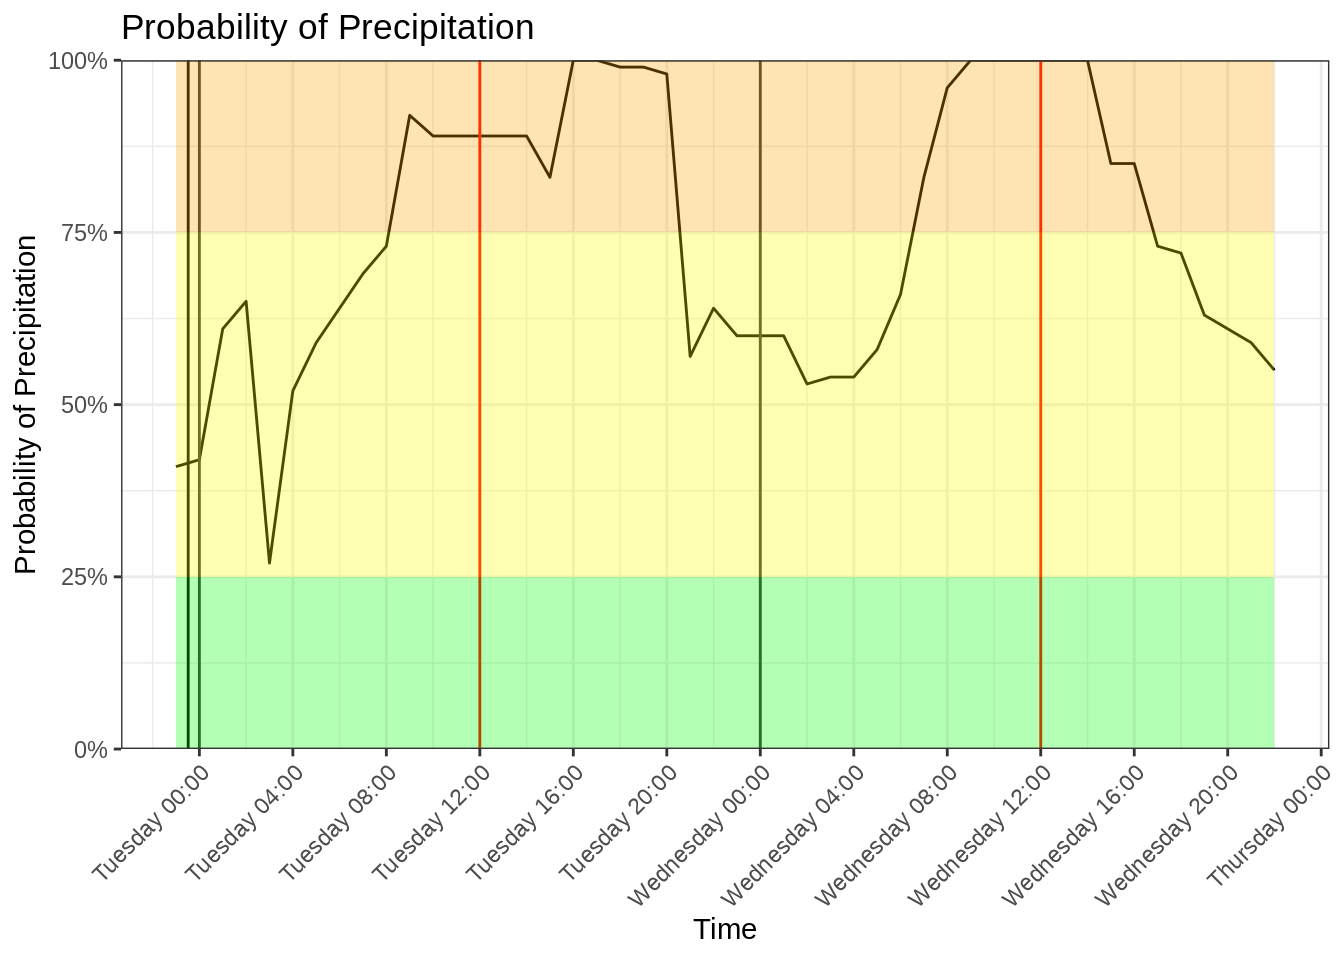 Probability of Precipitation
Probability of Precipitation
100%
75%
50%
25%
0%
Tuesday 00:00
Tuesday 04:00
Tuesday 08:00
Tuesday 12:00
Tuesday 16:00
Tuesday 20:00
Wednesday 00:00
Wednesday 04:00
Wednesday 08:00
Wednesday 12:00
Wednesday 16:00
Wednesday 20:00
Thursday 00:00
Time